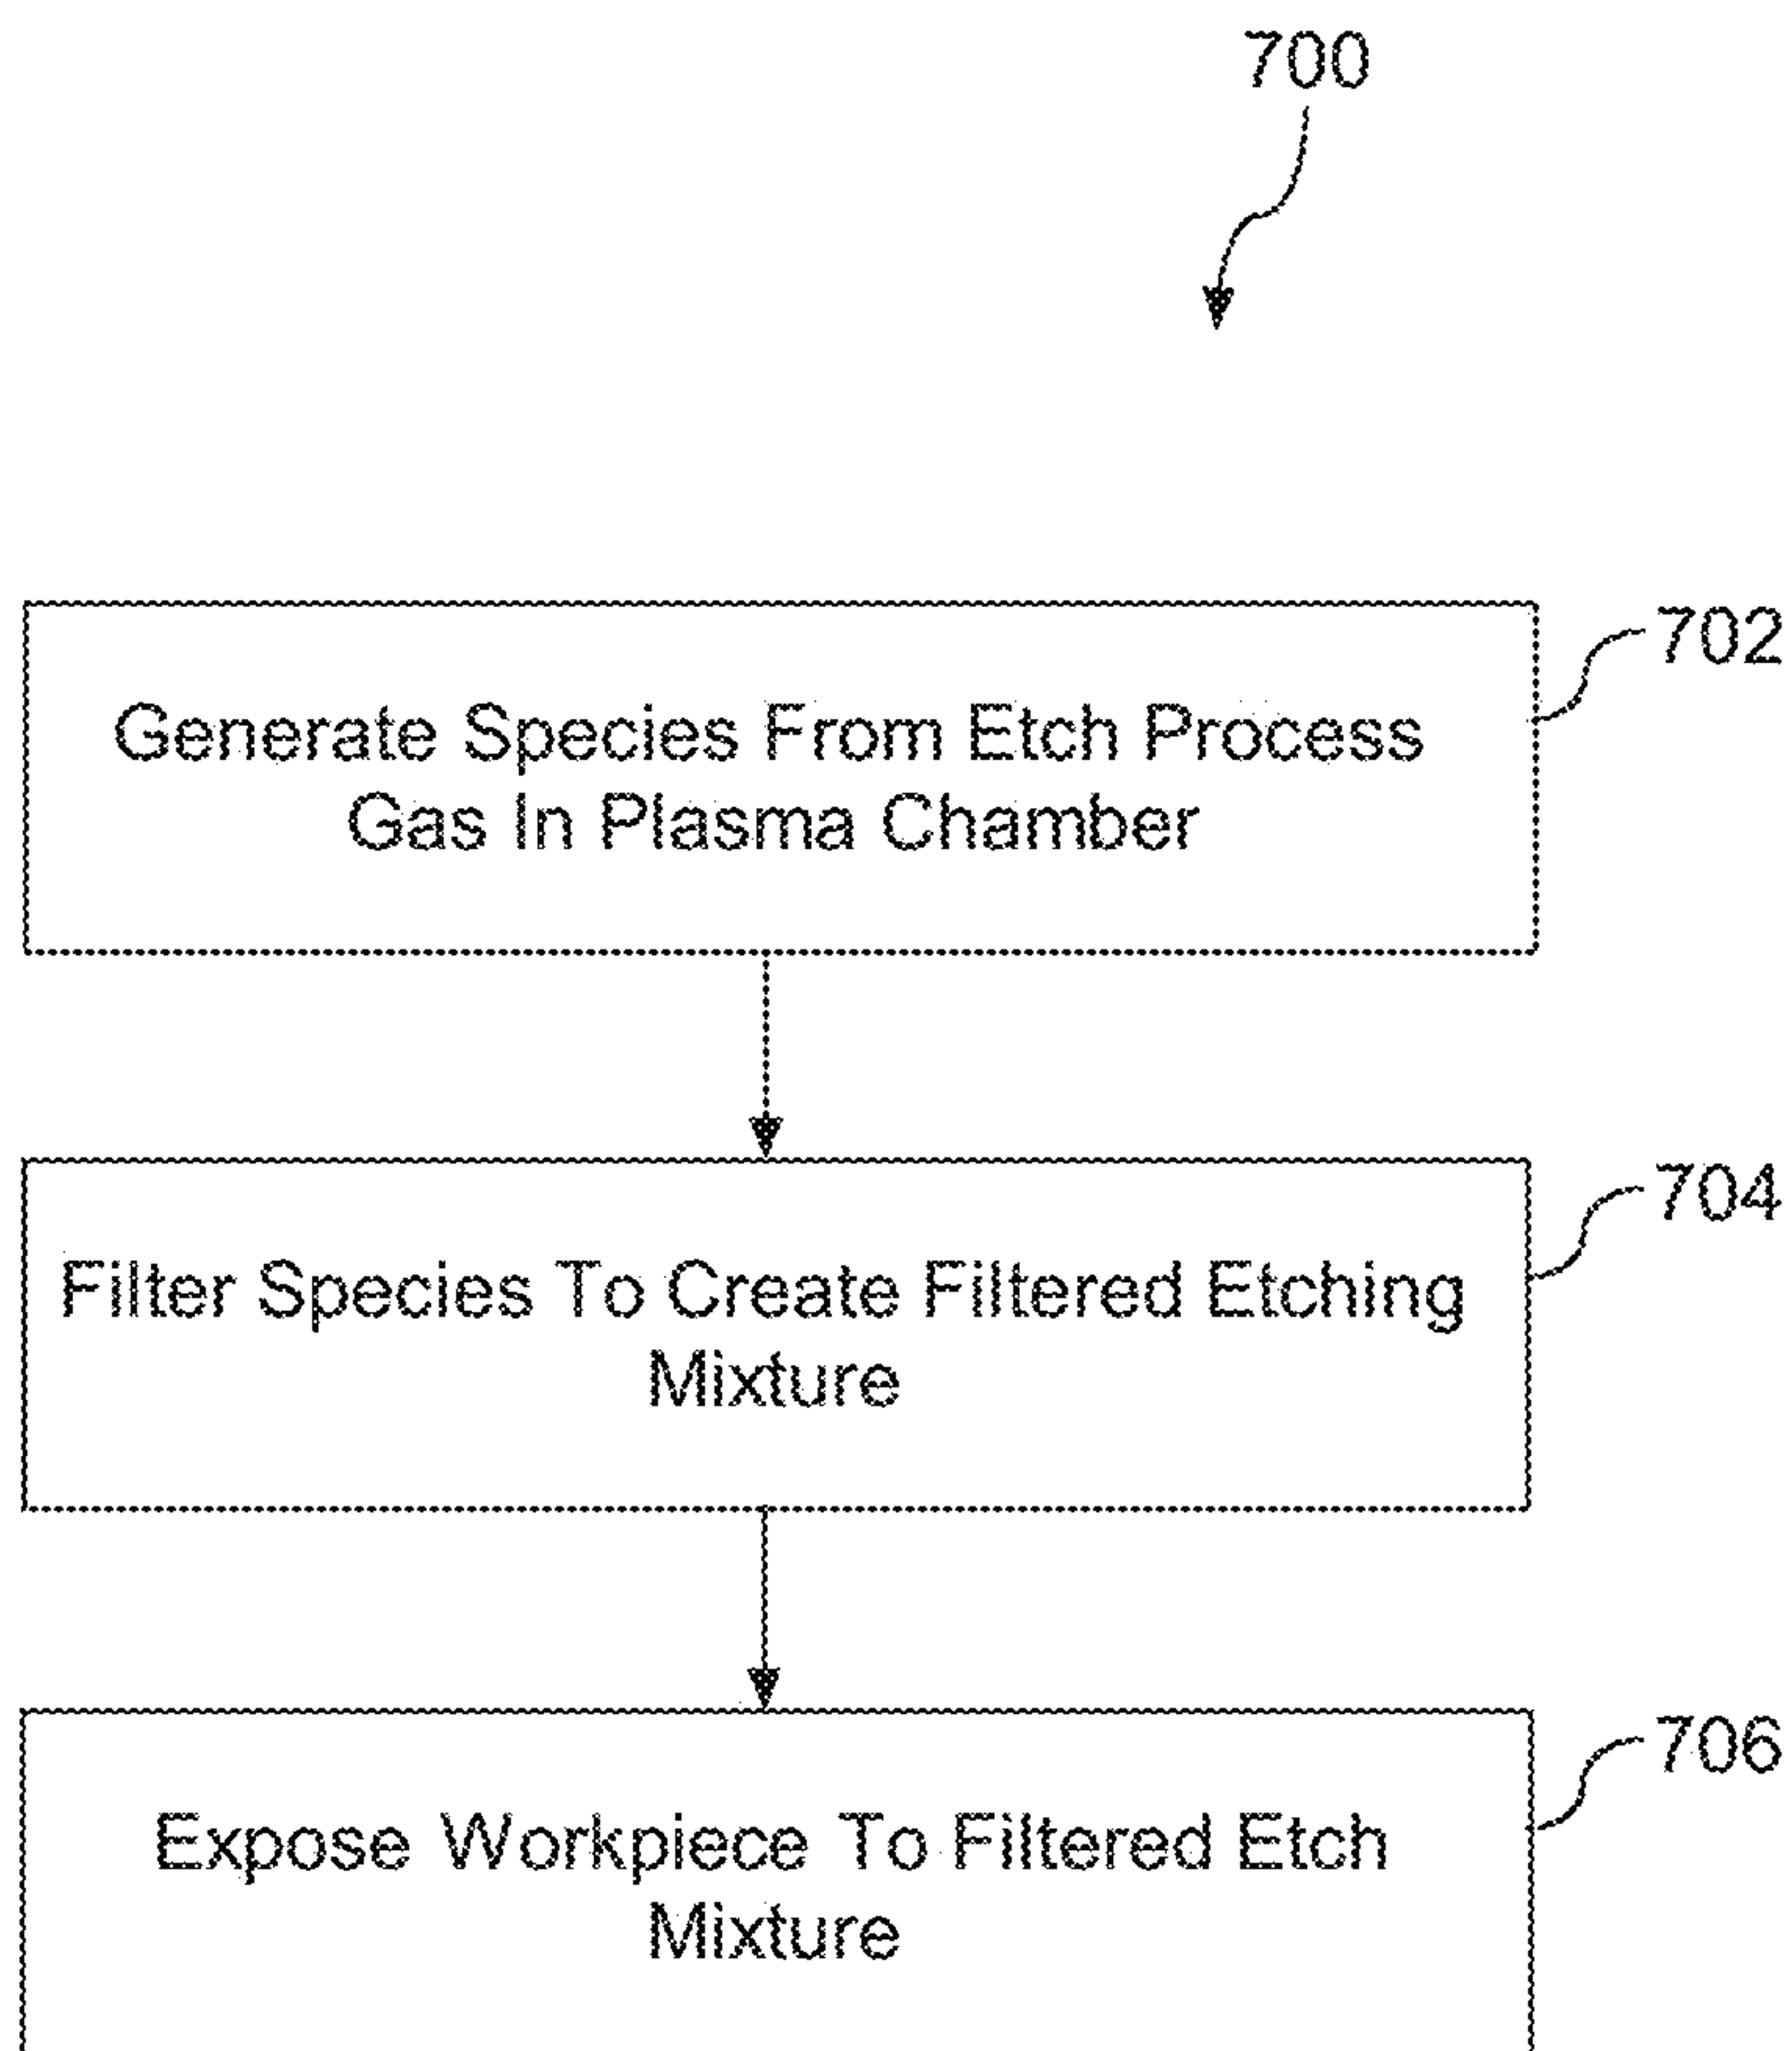 700
702
Generate Species From Etch Process
Gas In Plasma Chamber
704
Filter Species To Create Filtered Etching
Mixture
706
Expose Workpiece To Filtered Etch
Mixture